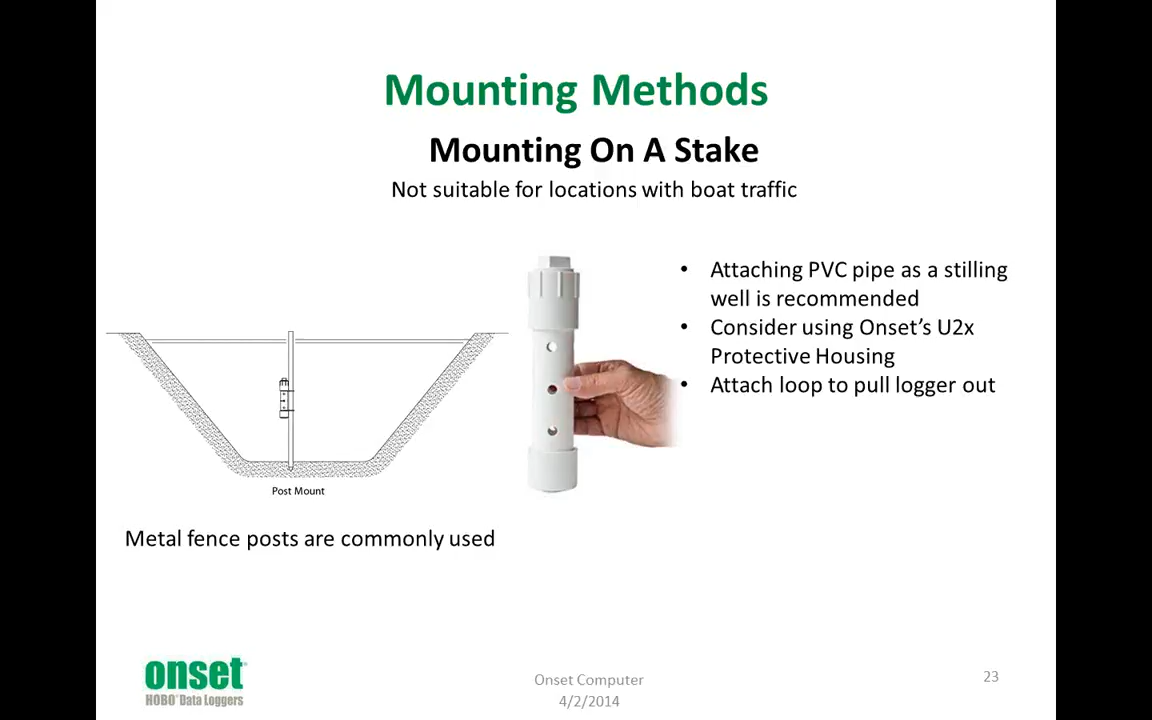 Mounting Methods
Mounting On A Stake
Not suitable for locations with boat traffic
• Attaching PVC pipe as a stilling
well is recommended
• Consider using Onset's U2x
Protective Housing
• Attach loop to pull logger out
Post Mount
Metal fence posts are commonly used
onset
HOBO® Data Loggers
Onset Computer
4/2/2014
23